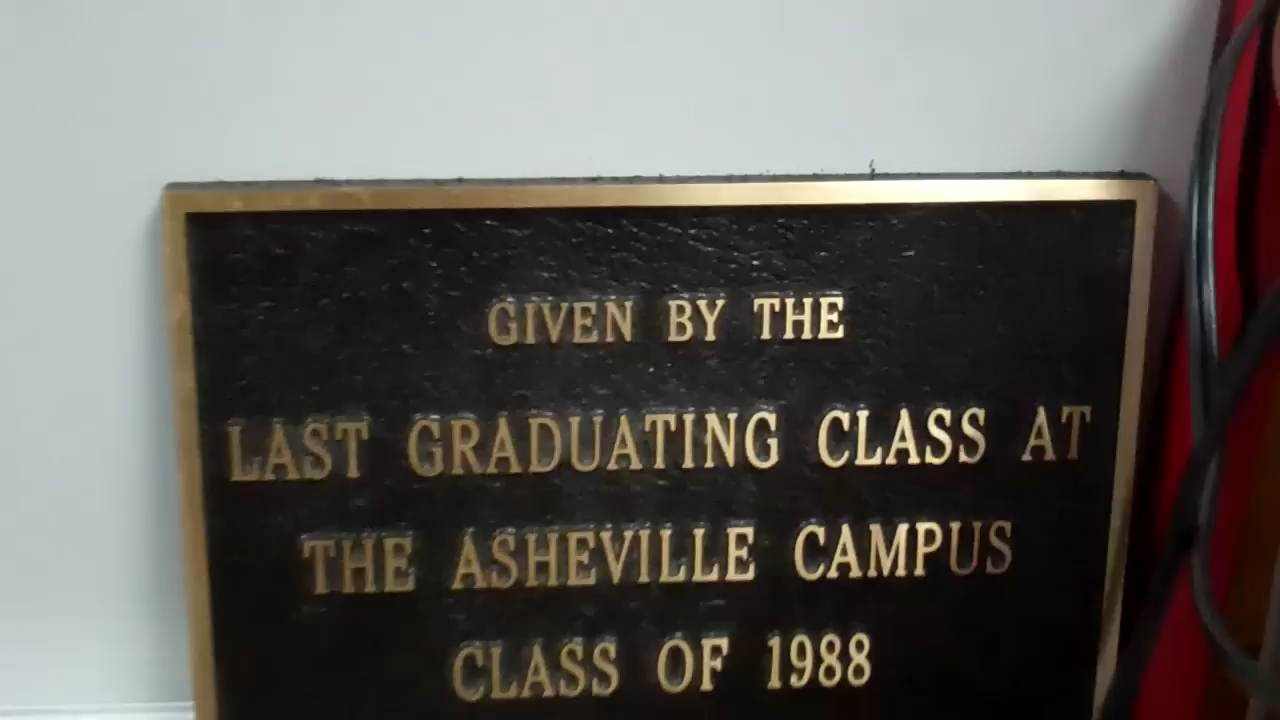 GIVEN BY THE
LAST GRADUATING CLASS AT
THE ASHEVILLE CAMPUS
CLASS OF 1988